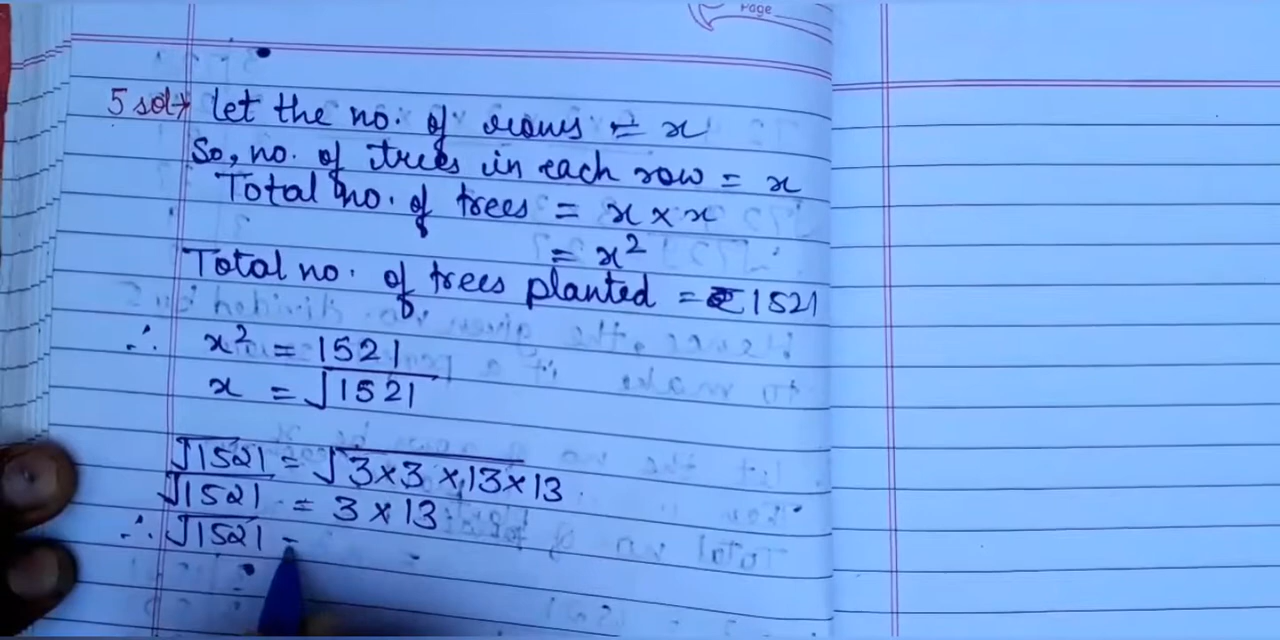 Page
5 sol→ let the no. of rows = x
So, no. of trees in each row = x
Total no. of trees = x × x
= x²
Total no. of trees planted = 1521
∴ x² = 1521
x = √1521
√1521 = √3×3×13×13
√1521 = 3×13
∴ √1521 =